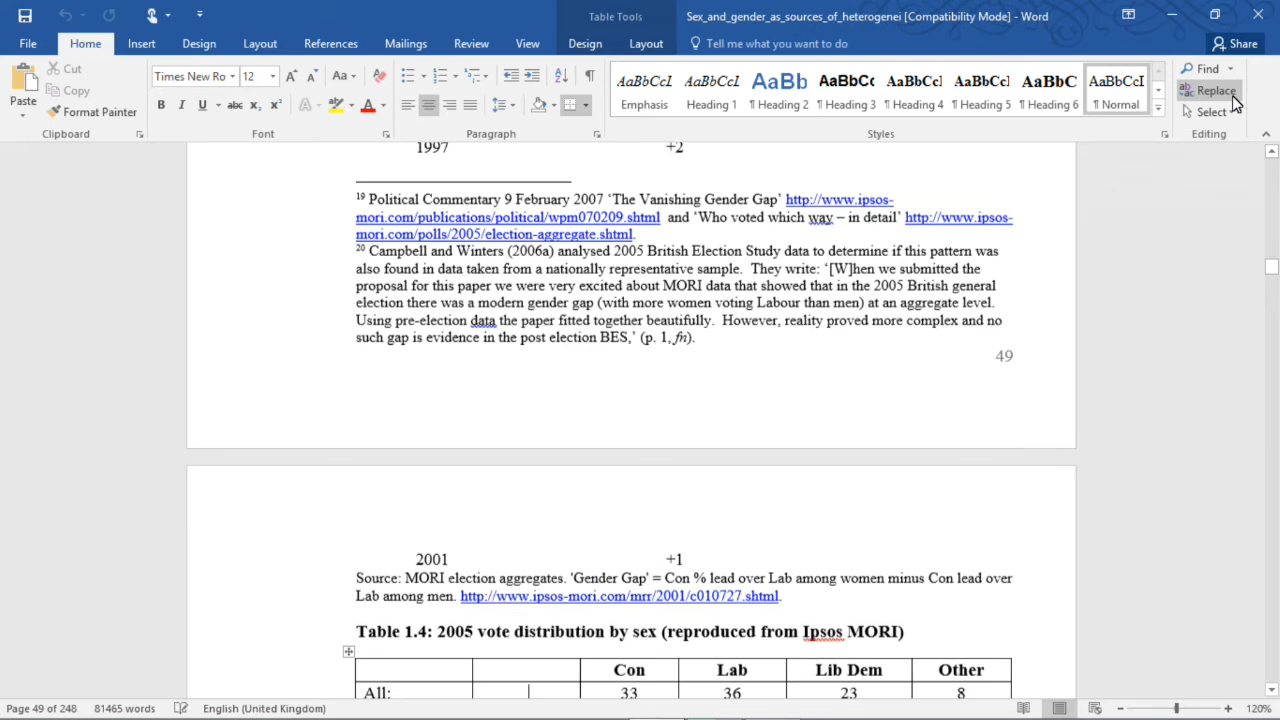 Table Tools
Sex_and_gender_as_sources_of_heterogenei [Compatibility Mode] - Word
File Home Insert Design Layout References Mailings Review View Design Layout Tell me what you want to do Share
Paste
Cut
Copy
Format Painter
Clipboard
Times New Ro 12
Font
Paragraph
AaBbCcI Emphasis
AaBbCcI Heading 1
AaBb ¶ Heading 2
AaBbCc ¶ Heading 3
AaBbCcI ¶ Heading 4
AaBbCcI ¶ Heading 5
AaBbC ¶ Heading 6
AaBbCcI ¶ Normal
Styles
Find
Replace
Select
Editing
1997 +2
19 Political Commentary 9 February 2007 ‘The Vanishing Gender Gap’ http://www.ipsos-
mori.com/publications/political/wpm070209.shtml and ‘Who voted which way – in detail’ http://www.ipsos-
mori.com/polls/2005/election-aggregate.shtml.
20 Campbell and Winters (2006a) analysed 2005 British Election Study data to determine if this pattern was
also found in data taken from a nationally representative sample. They write: ‘[W]hen we submitted the
proposal for this paper we were very excited about MORI data that showed that in the 2005 British general
election there was a modern gender gap (with more women voting Labour than men) at an aggregate level.
Using pre-election data the paper fitted together beautifully. However, reality proved more complex and no
such gap is evidence in the post election BES,’ (p. 1, fn).
49
2001 +1
Source: MORI election aggregates. 'Gender Gap' = Con % lead over Lab among women minus Con lead over
Lab among men. http://www.ipsos-mori.com/mrr/2001/c010727.shtml.
Table 1.4: 2005 vote distribution by sex (reproduced from Ipsos MORI)
Con Lab Lib Dem Other
All: 33 36 23 8
Page 49 of 248 81465 words English (United Kingdom) 120%